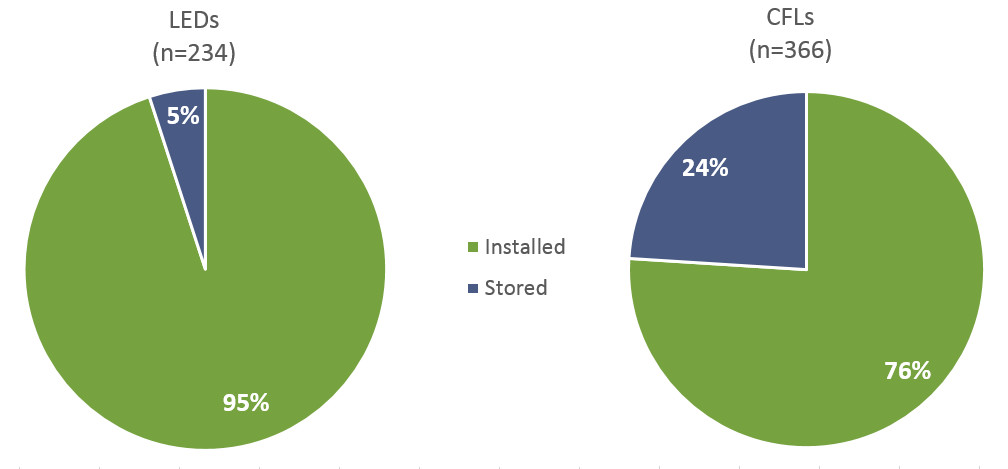 LEDs
(n=234)
5%
95%
Installed
Stored
CFLs
(n=366)
24%
76%